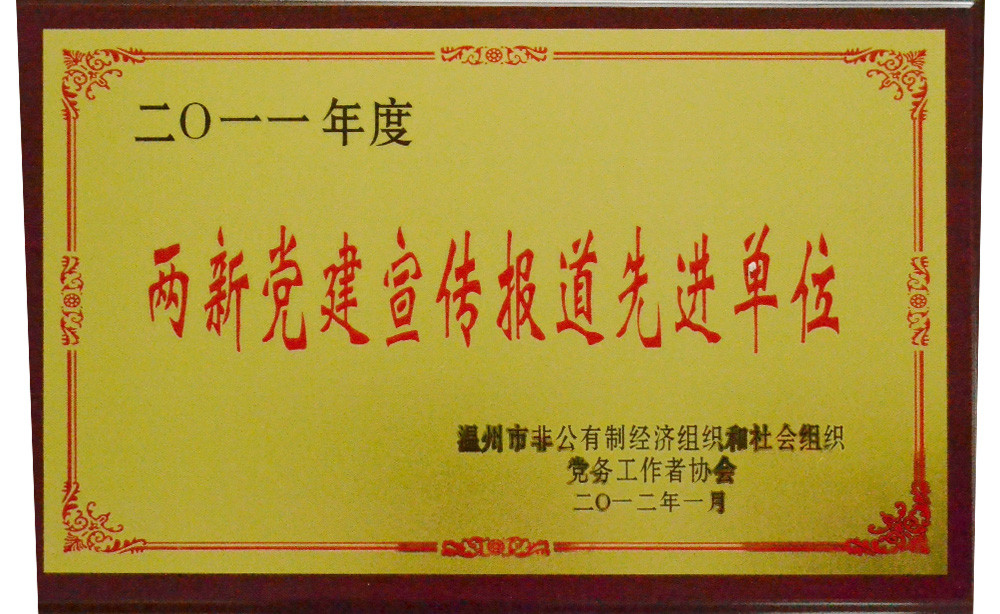 二〇一一年度
两新党建宣传报道先进单位
温州市非公有制经济组织和社会组织
党务工作者协会
二〇一二年一月